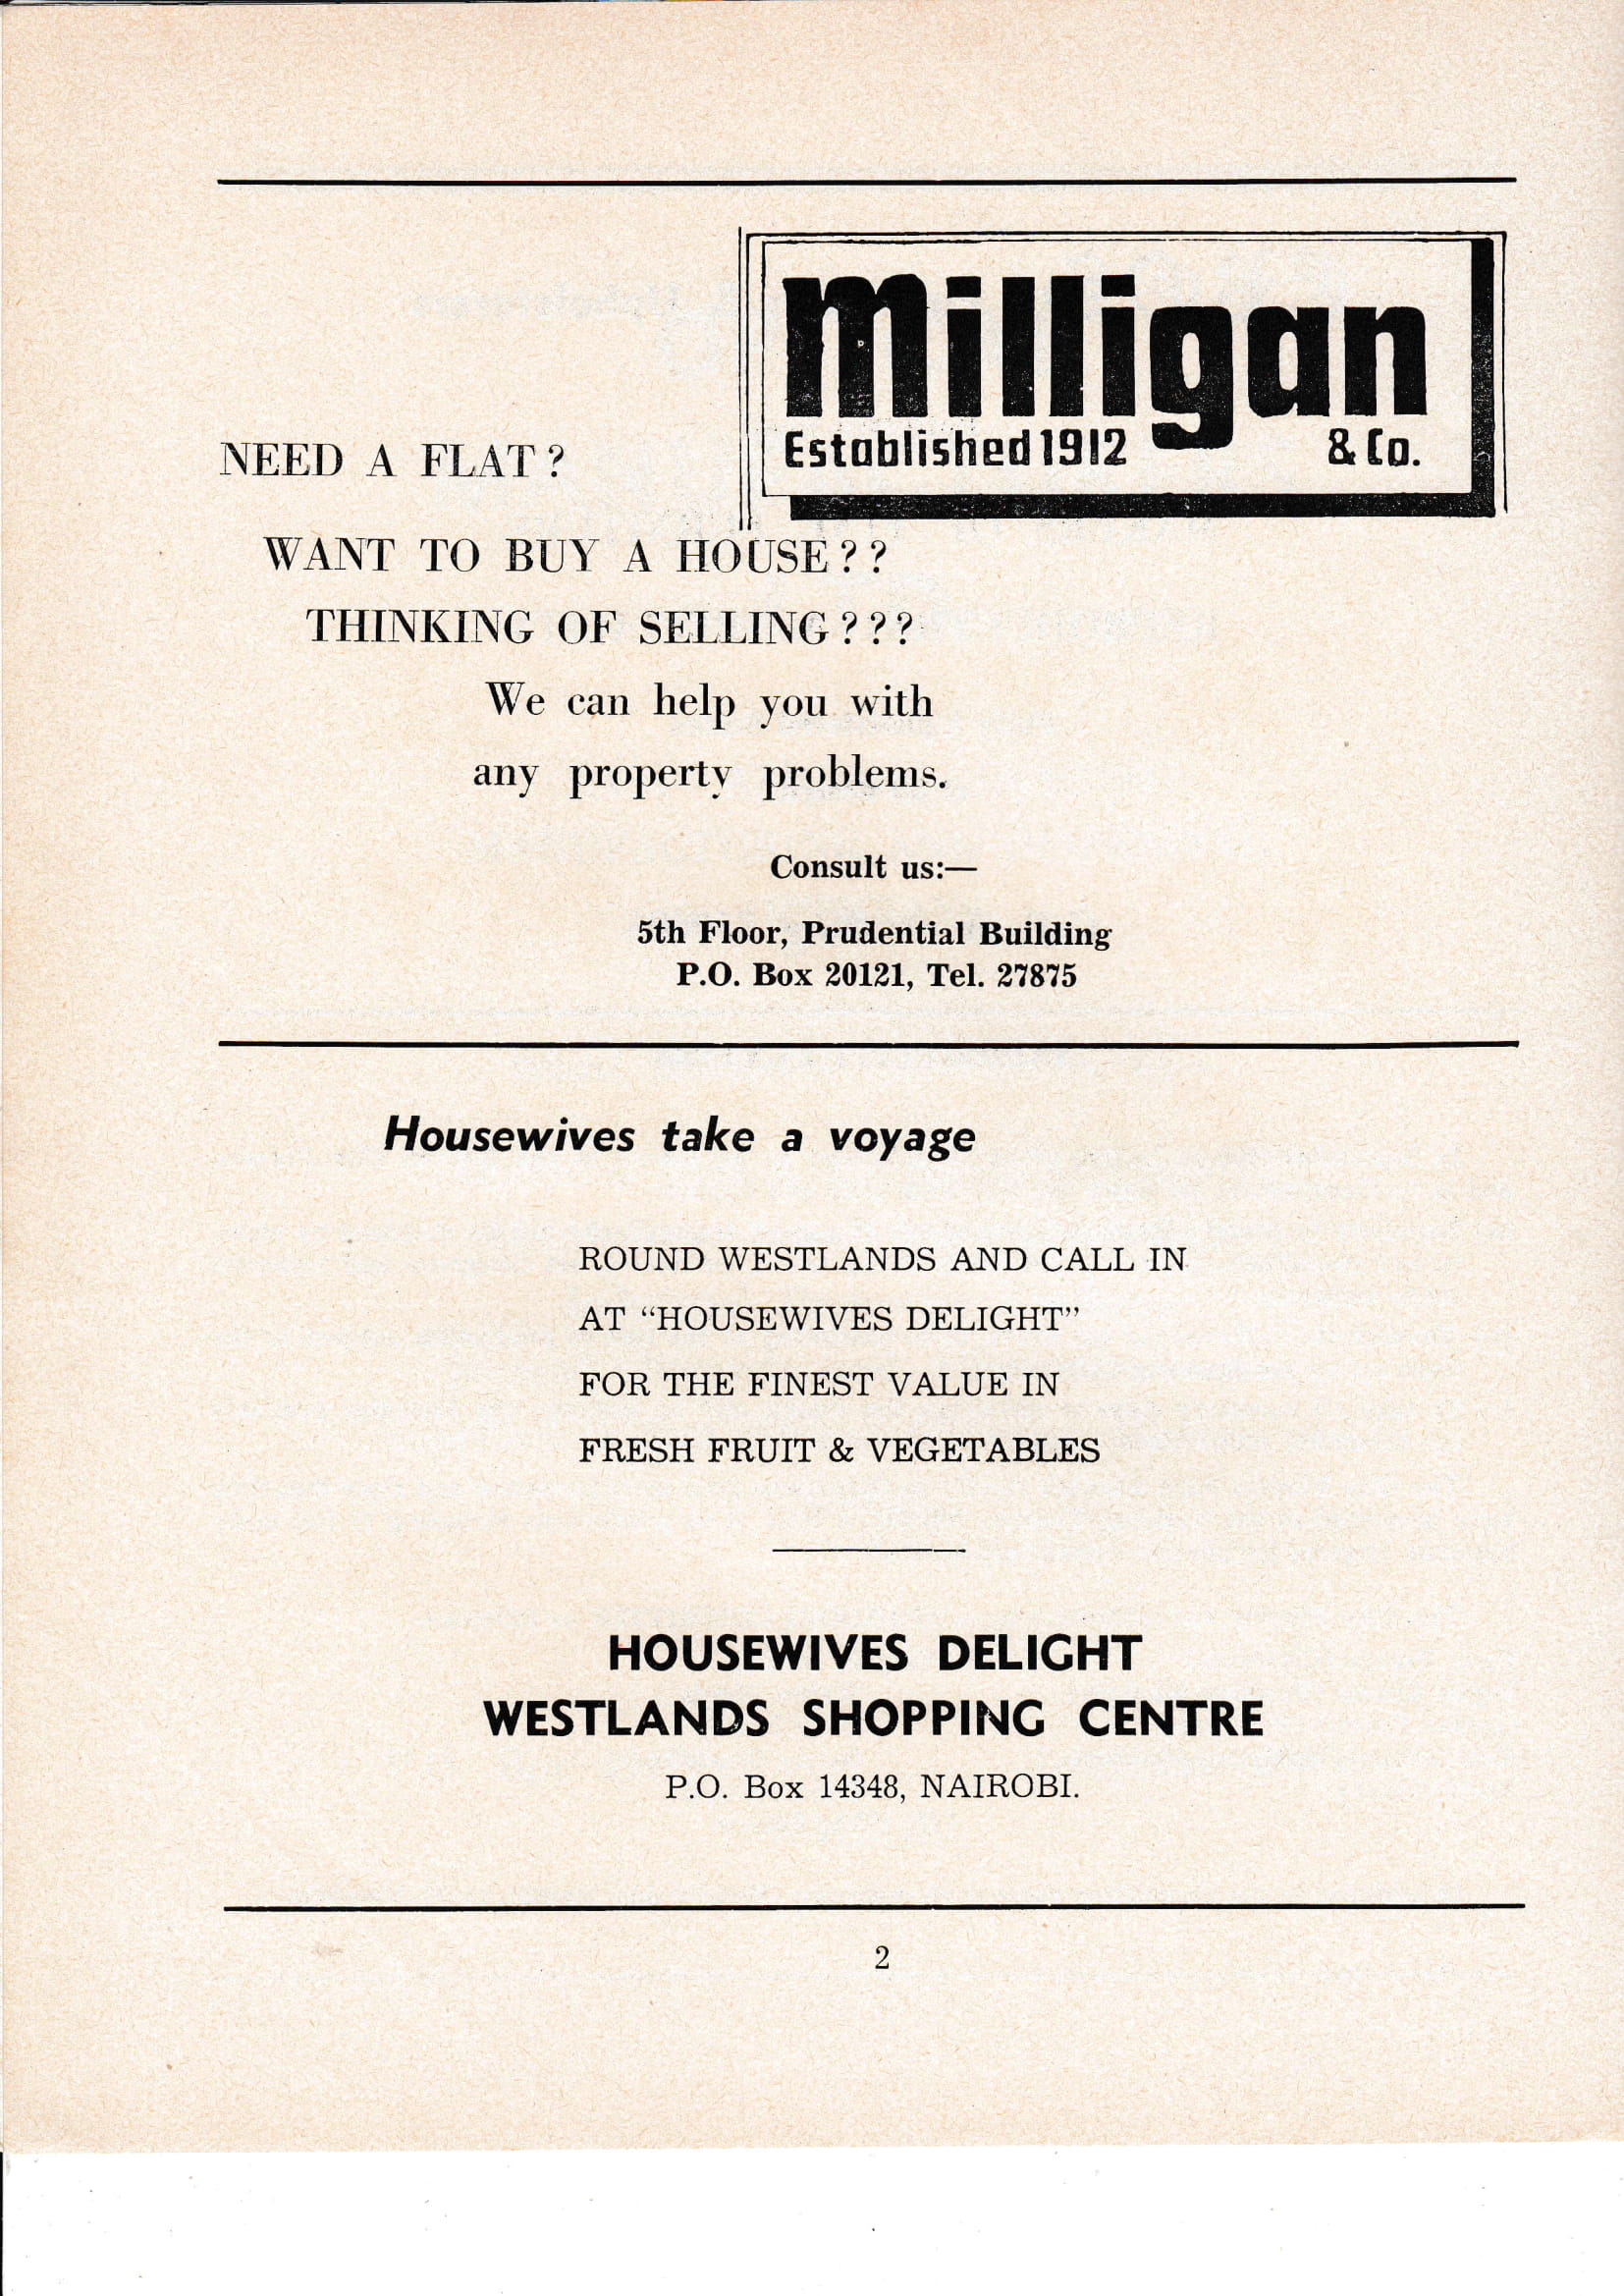 Milligan
Established 1912 & Co.
NEED A FLAT?
WANT TO BUY A HOUSE??
THINKING OF SELLING???
We can help you with
any property problems.
Consult us:—
5th Floor, Prudential Building
P.O. Box 20121, Tel. 27875
Housewives take a voyage
ROUND WESTLANDS AND CALL IN
AT “HOUSEWIVES DELIGHT”
FOR THE FINEST VALUE IN
FRESH FRUIT & VEGETABLES
HOUSEWIVES DELIGHT
WESTLANDS SHOPPING CENTRE
P.O. Box 14348, NAIROBI.
2